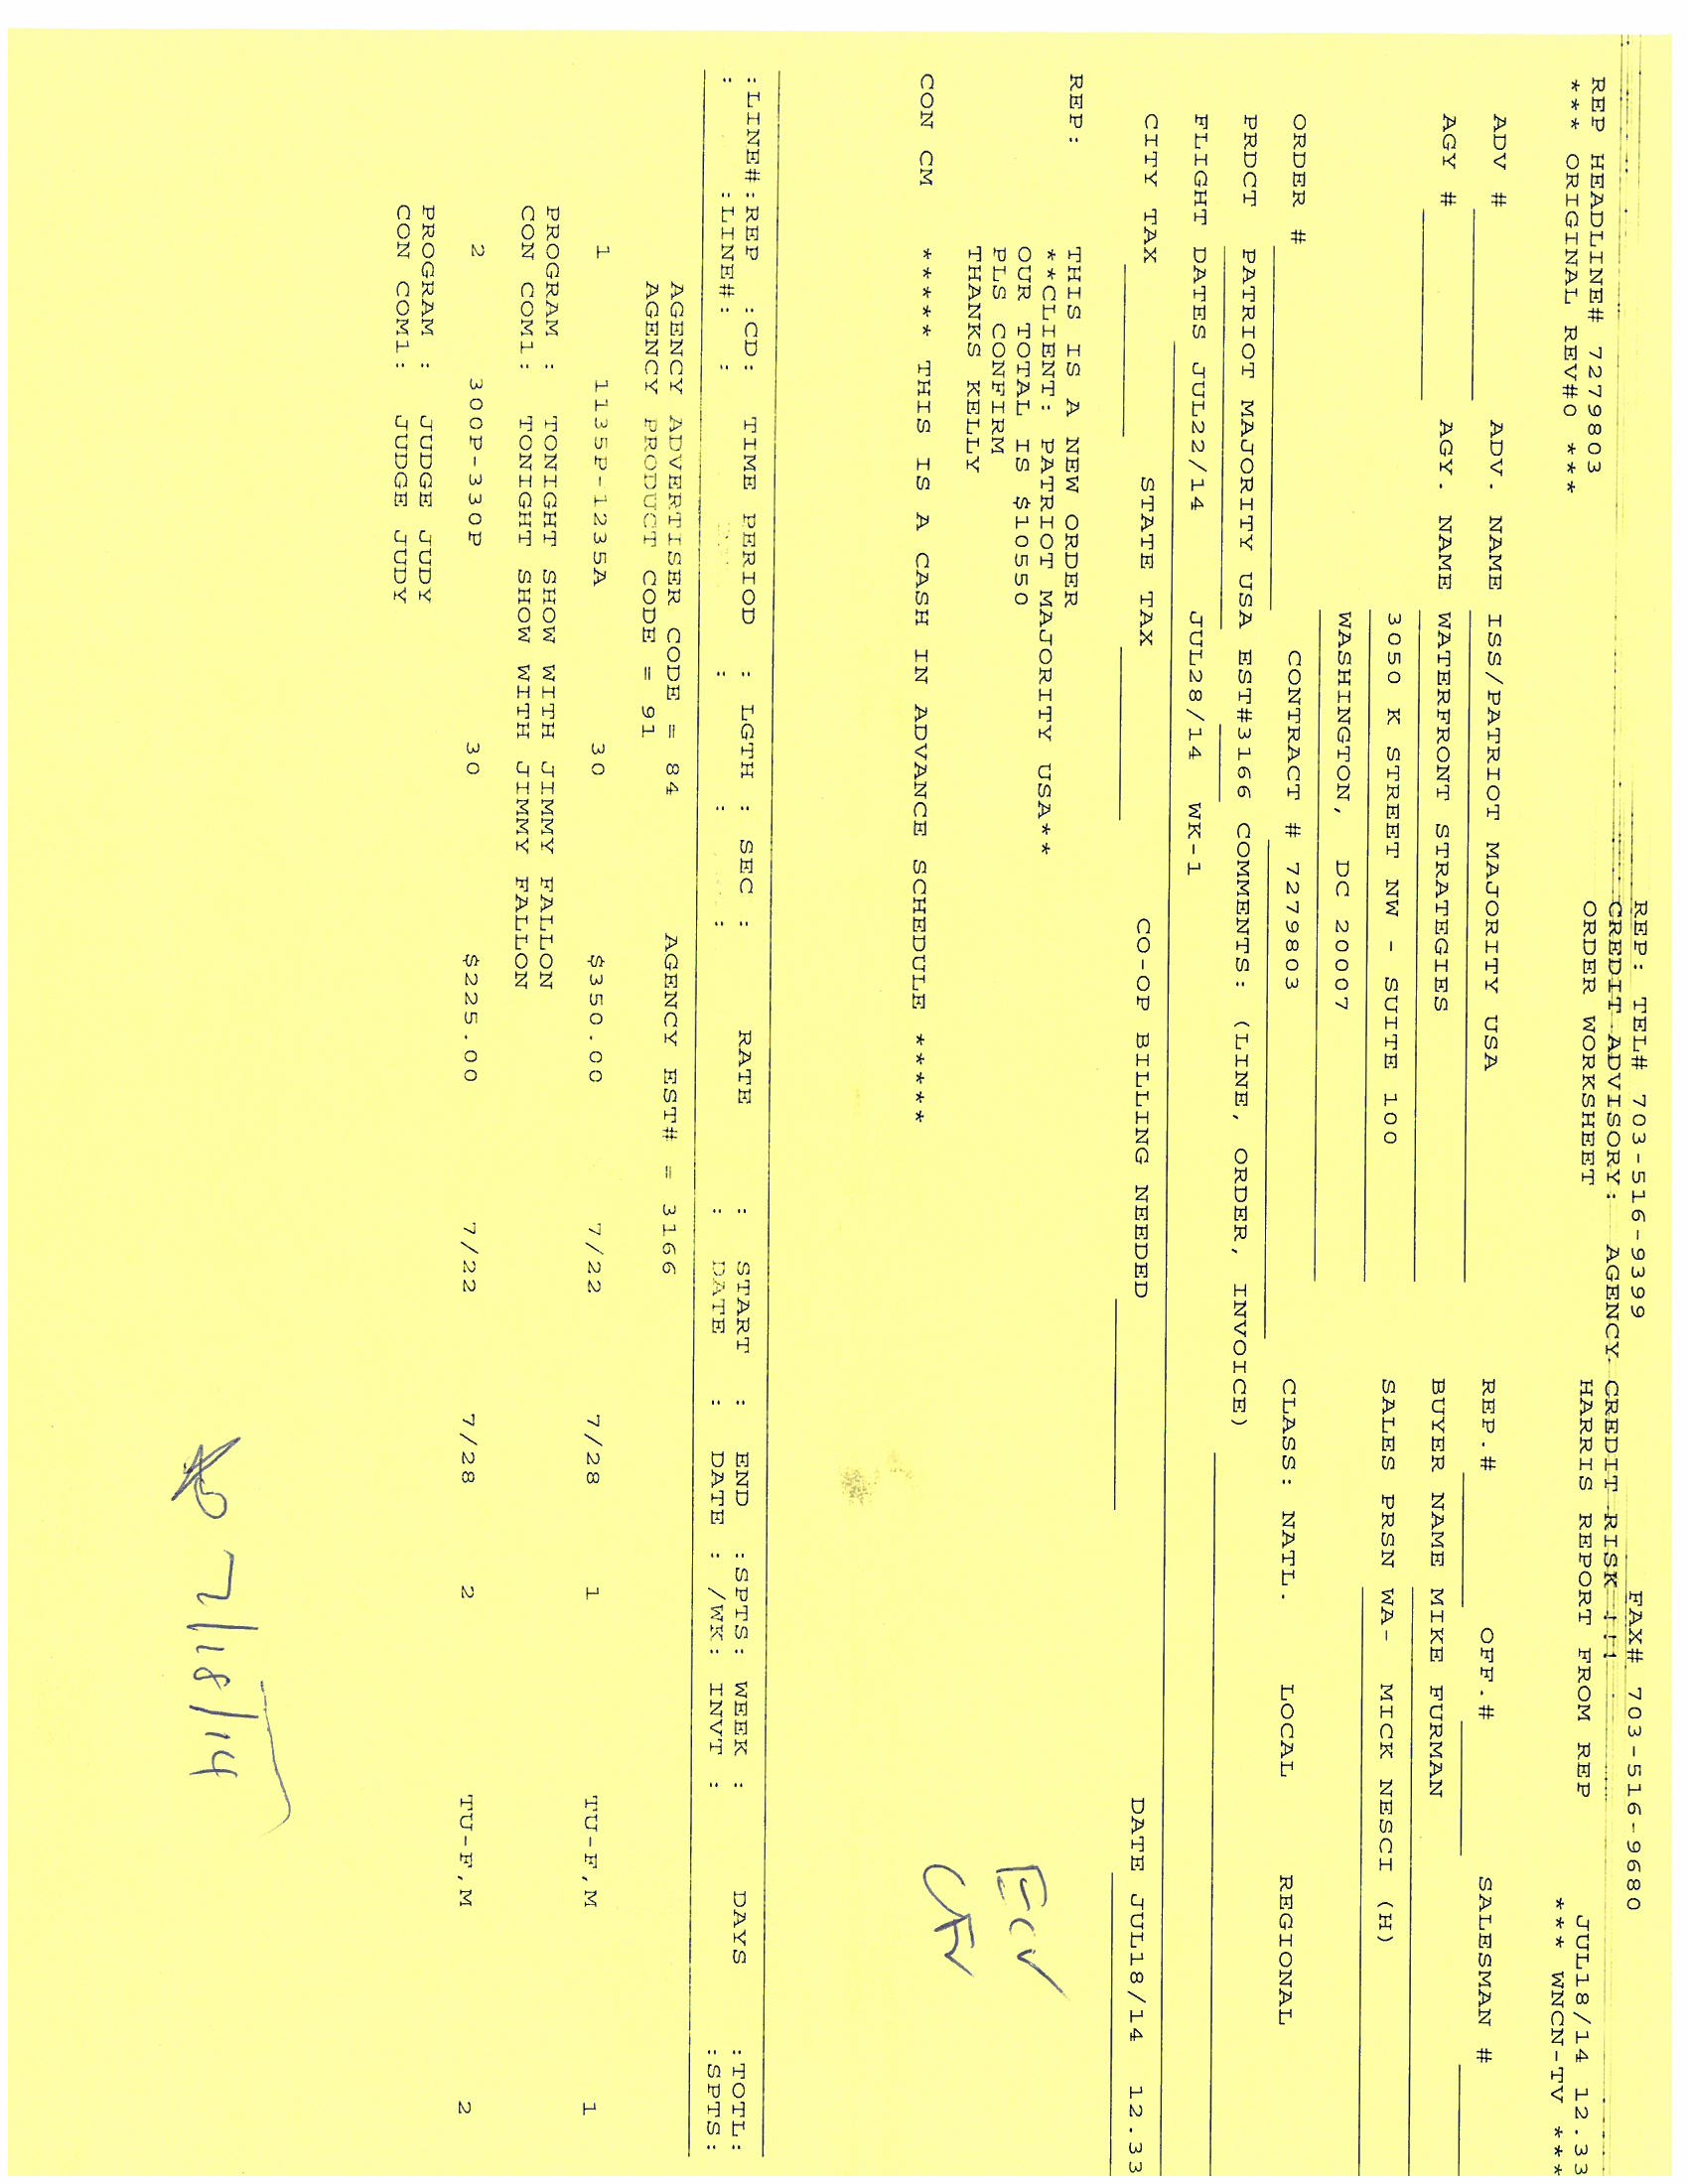 REP: TEL# 703-516-9399 FAX# 703-516-9680
CREDIT ADVISORY: AGENCY CREDIT RISK !!!
REP HEADLINE# 7279803 ORDER WORKSHEET HARRIS REPORT FROM REP JUL18/14 12.33
*** ORIGINAL REV#0 *** *** WNCN-TV ***
ADV # ADV. NAME ISS/PATRIOT MAJORITY USA REP.# OFF.# SALESMAN #
AGY # AGY. NAME WATERFRONT STRATEGIES BUYER NAME MIKE FURMAN
3050 K STREET NW - SUITE 100 SALES PRSN WA- MICK NESCI (H)
WASHINGTON, DC 20007
ORDER # CONTRACT # 7279803 CLASS: NATL. LOCAL REGIONAL
PRDCT PATRIOT MAJORITY USA EST#3166 COMMENTS: (LINE, ORDER, INVOICE)
FLIGHT DATES JUL22/14 JUL28/14 WK-1
CITY TAX STATE TAX CO-OP BILLING NEEDED DATE JUL18/14 12.33
REP: THIS IS A NEW ORDER
**CLIENT: PATRIOT MAJORITY USA**
OUR TOTAL IS $10550
PLS CONFIRM
THANKS KELLY
CON CM ***** THIS IS A CASH IN ADVANCE SCHEDULE *****
:LINE#:REP :CD: TIME PERIOD : LGTH : SEC : RATE : START : END :SPTS: WEEK : DAYS :TOTL:
: :LINE#: : : : : : DATE : DATE : /WK: INVT : :SPTS:
AGENCY ADVERTISER CODE = 84 AGENCY EST# = 3166
AGENCY PRODUCT CODE = 91
1 1135P-1235A 30 $350.00 7/22 7/28 1 TU-F,M 1
PROGRAM : TONIGHT SHOW WITH JIMMY FALLON
CON COM1: TONIGHT SHOW WITH JIMMY FALLON
2 300P-330P 30 $225.00 7/22 7/28 2 TU-F,M 2
PROGRAM : JUDGE JUDY
CON COM1: JUDGE JUDY
7/18/14